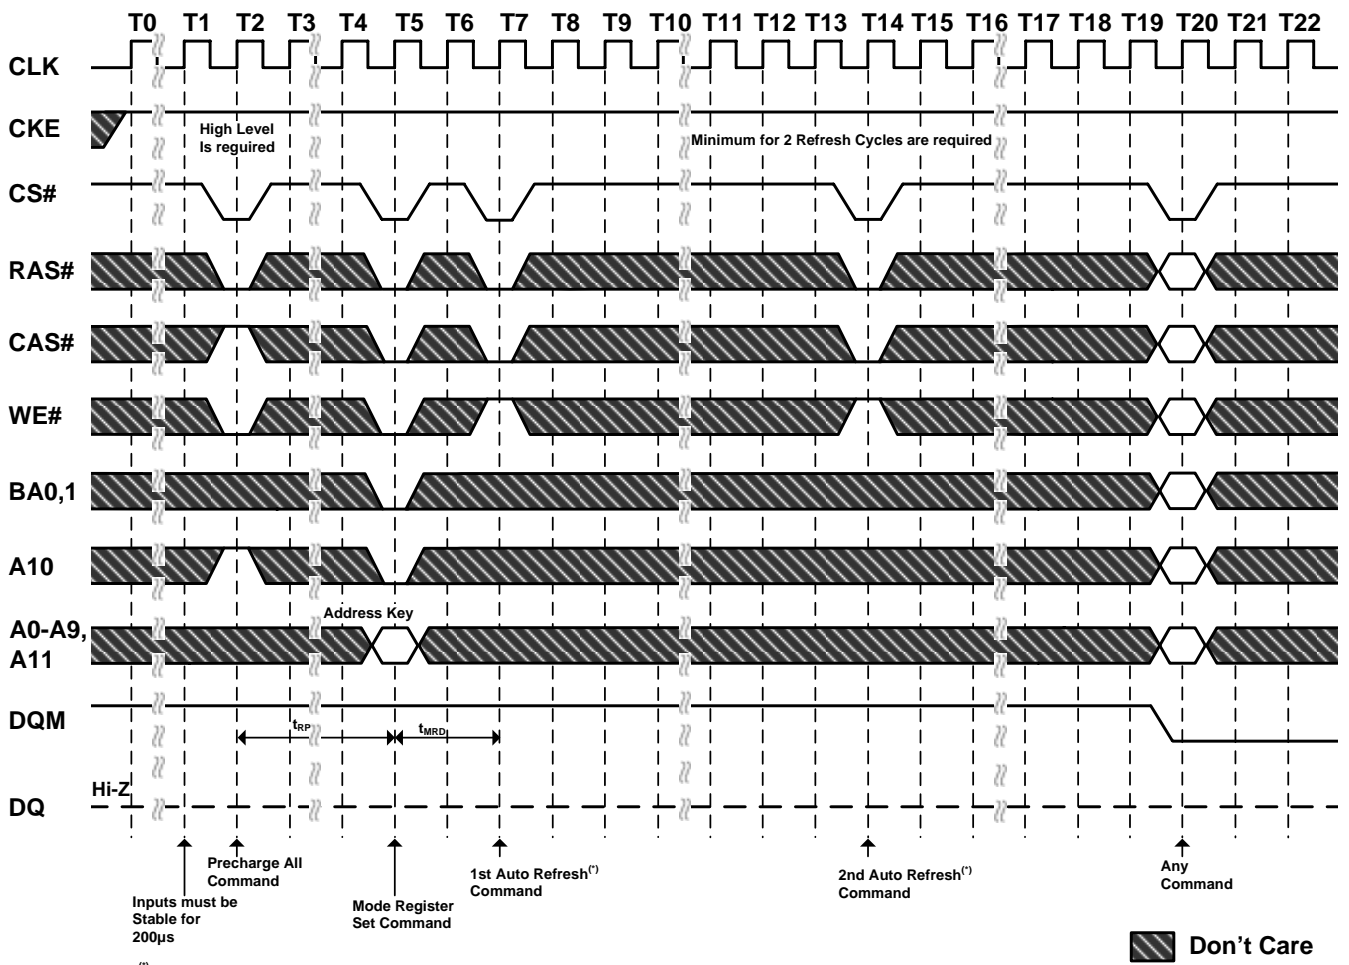 T0 T1 T2 T3 T4 T5 T6 T7 T8 T9 T10 T11 T12 T13 T14 T15 T16 T17 T18 T19 T20 T21 T22
CLK
CKE
High Level
Is reguired
Minimum for 2 Refresh Cycles are required
CS#
RAS#
CAS#
WE#
BA0,1
A10
Address Key
A0-A9,
A11
DQM
tRP
tMRD
Hi-Z
DQ
Inputs must be
Stable for
200µs
Precharge All
Command
Mode Register
Set Command
1st Auto Refresh(*)
Command
2nd Auto Refresh(*)
Command
Any
Command
(*)
Don't Care